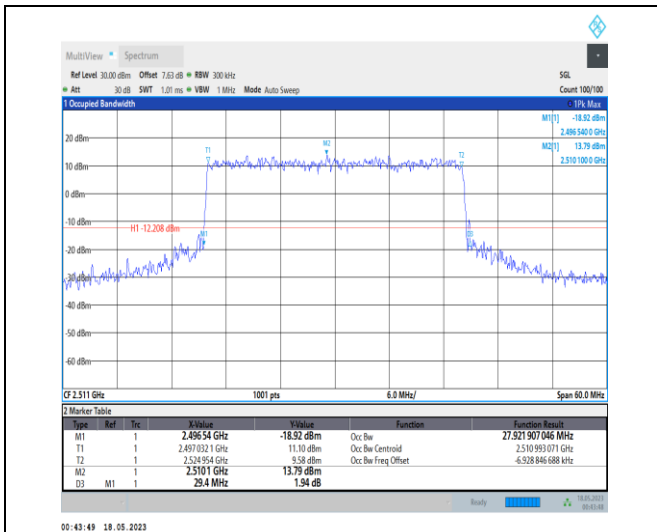 MultiView Spectrum
Ref Level 30.00 dBm Offset 7.63 dB RBW 300 kHz SGL
Att 30 dB SWT 1.01 ms VBW 1 MHz Mode Auto Sweep Count 100/100
1 Occupied Bandwidth 1Pk Max
M1[1] -18.92 dBm
2.496 540 0 GHz
M2[1] 13.79 dBm
2.510 100 0 GHz
20 dBm
T1 M2 T2
10 dBm
0 dBm
-10 dBm
H1 -12.208 dBm
M1 D3
-20 dBm
-30 dBm
-40 dBm
-50 dBm
-60 dBm
CF 2.511 GHz 1001 pts 6.0 MHz/ Span 60.0 MHz
2 Marker Table
Type Ref Trc X-Value Y-Value Function Function Result
M1 1 2.496 54 GHz -18.92 dBm Occ Bw 27.921 907 046 MHz
T1 1 2.497 032 1 GHz 11.10 dBm Occ Bw Centroid 2.510 993 071 GHz
T2 1 2.524 954 GHz 9.58 dBm Occ Bw Freq Offset -6.928 846 688 kHz
M2 1 2.510 1 GHz 13.79 dBm
D3 M1 1 29.4 MHz 1.94 dB
Ready 18.05.2023
00:43:48
00:43:49 18.05.2023